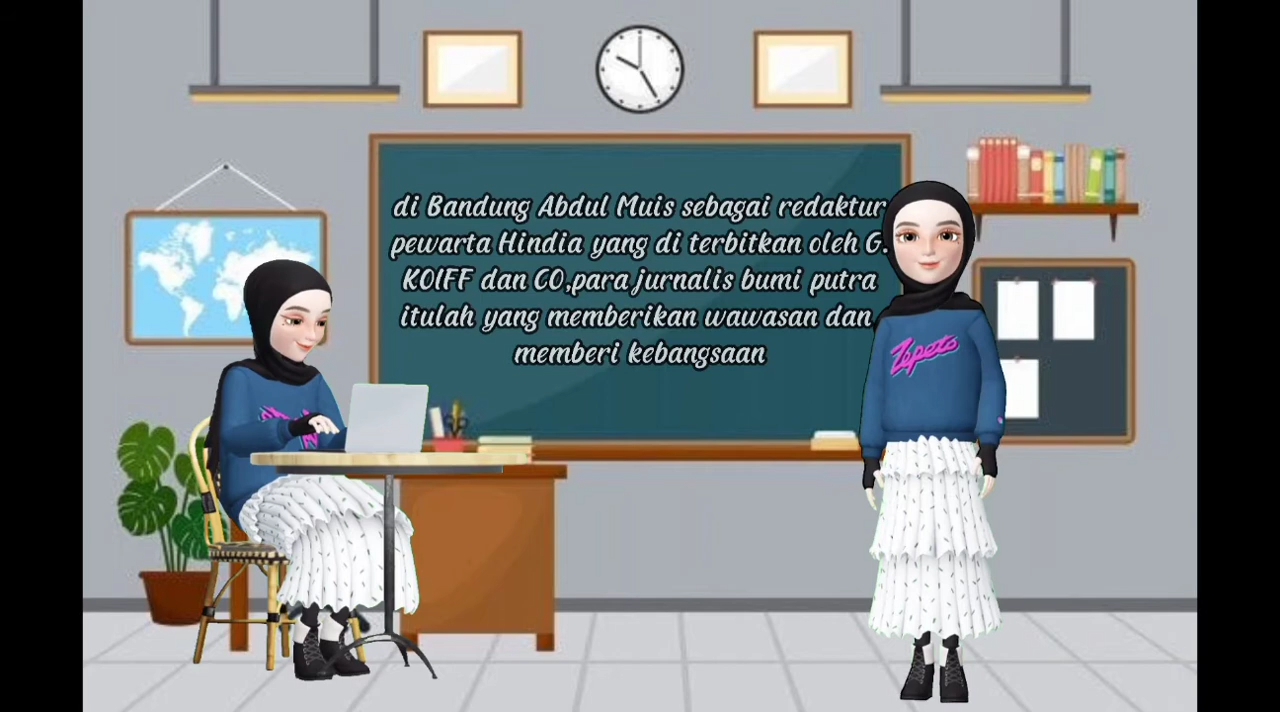 di Bandung Abdul Muis sebagai redaktur
pewarta Hindia yang di terbitkan oleh G.
KOIFF dan CO,para jurnalis bumi putra
itulah yang memberikan wawasan dan
memberi kebangsaan
Zepeto